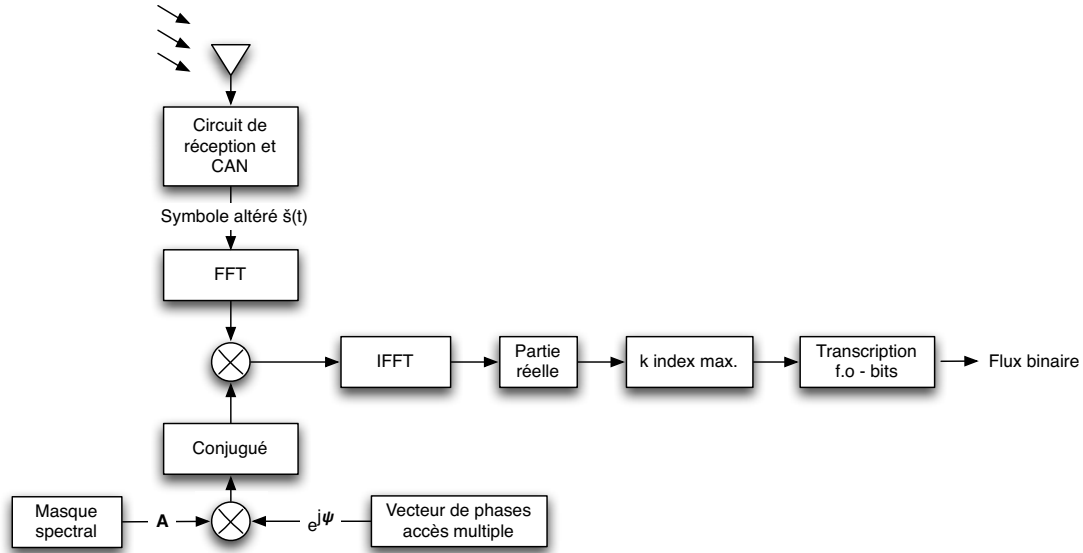 Circuit de
réception et
CAN
Symbole altéré š(t)
FFT
IFFT
Partie
réelle
k index max.
Transcription
f.o - bits
Flux binaire
Conjugué
Masque
spectral
A
e^jψ
Vecteur de phases
accès multiple